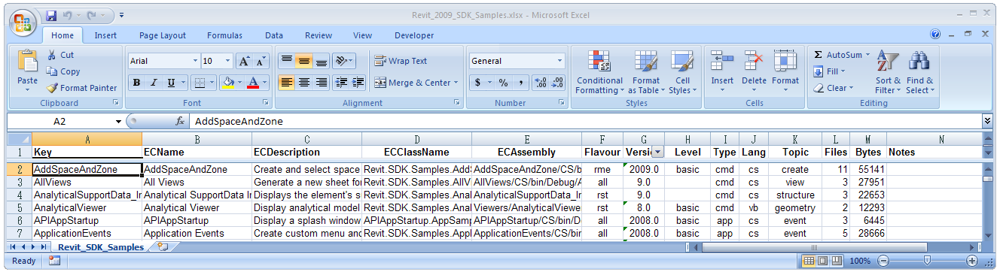 Revit_2009_SDK_Samples.xlsx - Microsoft Excel
Home Insert Page Layout Formulas Data Review View Developer
Paste
Cut
Copy
Format Painter
Clipboard
Arial 10
B I U
Font
Wrap Text
Merge & Center
Alignment
General
$ % ,
Number
Conditional Formatting
Format as Table
Cell Styles
Styles
Insert Delete Format
Cells
Σ AutoSum
Fill
Clear
Sort & Filter
Find & Select
Editing
A2 fx AddSpaceAndZone
A B C D E F G H I J K L M N
1 Key ECName ECDescription ECClassName ECAssembly Flavour Versi Level Type Lang Topic Files Bytes Notes
2 AddSpaceAndZone AddSpaceAndZone Create and select space Revit.SDK.Samples.AddS AddSpaceAndZone/CS/b rme 2009.0 basic cmd cs create 11 55141
3 AllViews All Views Generate a new sheet fo Revit.SDK.Samples.AllVi AllViews/CS/bin/Debug/A all 9.0 cmd cs view 3 27951
4 AnalyticalSupportData_Ir Analytical SupportData Ir Displays the element's s Revit.SDK.Samples.Anal AnalyticalSupportData_Ir rst 9.0 cmd cs structure 3 22653
5 AnalyticalViewer Analytical Viewer Display analytical model Revit.SDK.Samples.Anal Viewers/AnalyticalViewe rst 8.0 basic cmd vb geometry 2 12293
6 APIAppStartup APIAppStartup Display a splash window APIAppStartup.AppSamp APIAppStartup/CS/bin/D all 2008.0 basic app cs event 3 6445
7 ApplicationEvents Application Events Create custom menu and Revit.SDK.Samples.Appl ApplicationEvents/CS/bin all 2008.0 basic app cs event 5 28666
Revit_SDK_Samples
Ready 100%